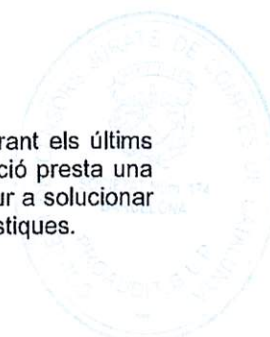 rant els últims
ció presta una
ur a solucionar
stiques.